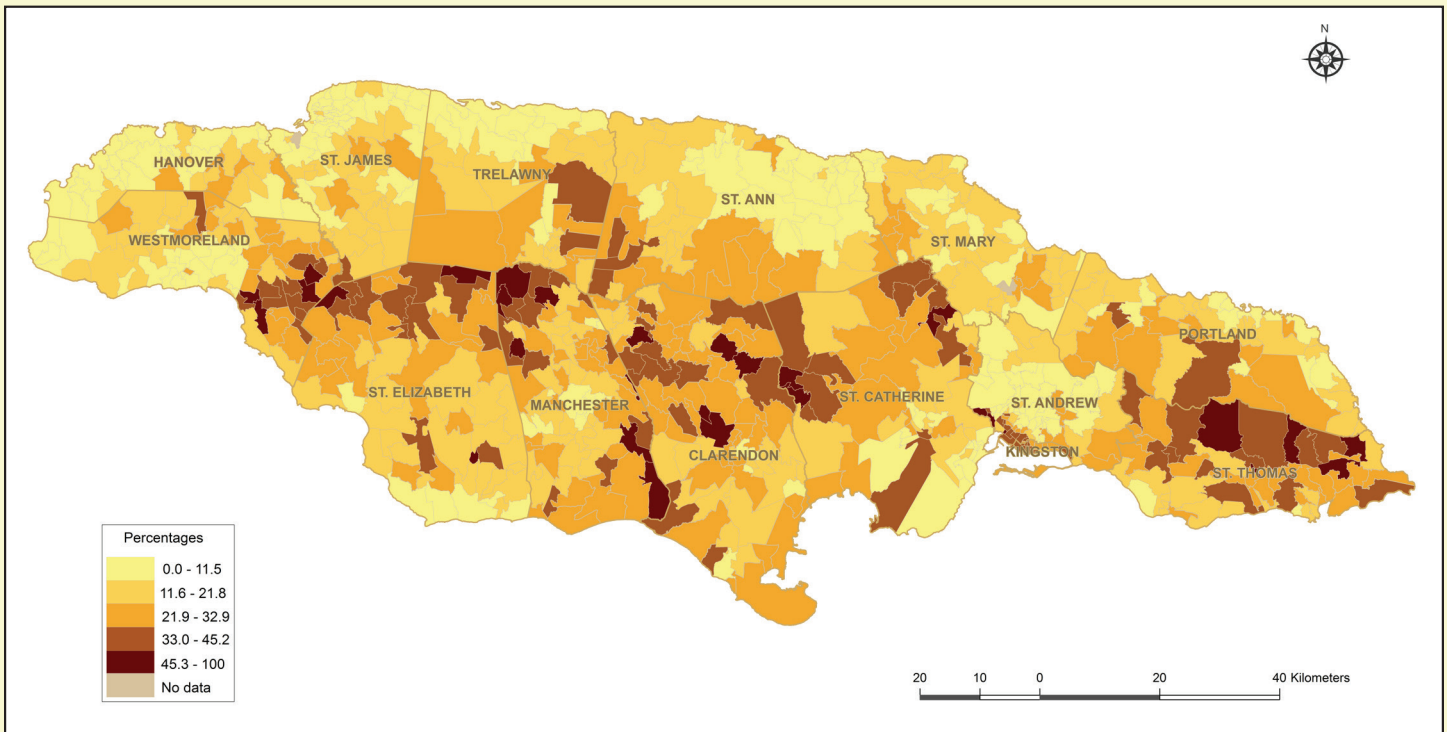 N
HANOVER
ST. JAMES
TRELAWNY
ST. ANN
WESTMORELAND
ST. MARY
PORTLAND
ST. ELIZABETH
MANCHESTER
ST. CATHERINE
ST. ANDREW
CLARENDON
KINGSTON
ST. THOMAS
Percentages
0.0 - 11.5
11.6 - 21.8
21.9 - 32.9
33.0 - 45.2
45.3 - 100
No data
20 10 0 20 40 Kilometers